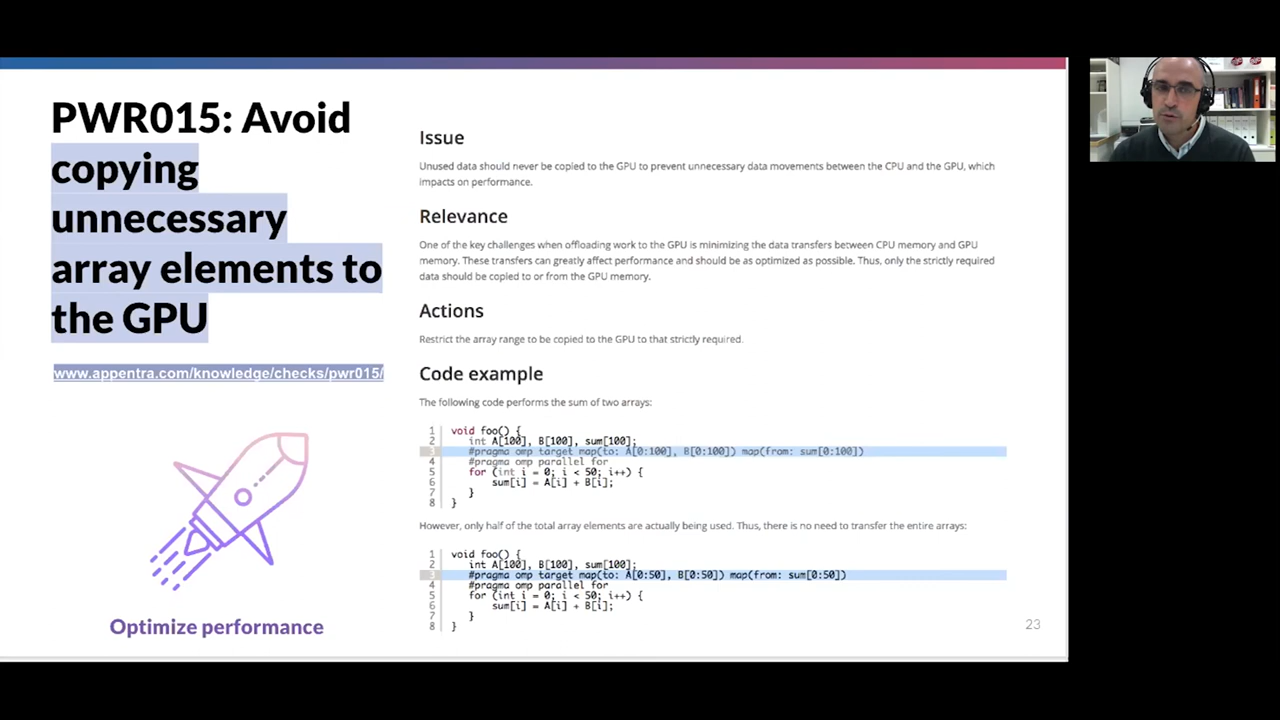 PWR015: Avoid
copying
unnecessary
array elements to
the GPU
www.appentra.com/knowledge/checks/pwr015/
Optimize performance
Issue
Unused data should never be copied to the GPU to prevent unnecessary data movements between the CPU and the GPU, which
impacts on performance.
Relevance
One of the key challenges when offloading work to the GPU is minimizing the data transfers between CPU memory and GPU
memory. These transfers can greatly affect performance and should be as optimized as possible. Thus, only the strictly required
data should be copied to or from the GPU memory.
Actions
Restrict the array range to be copied to the GPU to that strictly required.
Code example
The following code performs the sum of two arrays:
1 void foo() {
2 int A[100], B[100], sum[100];
3 #pragma omp target map(to: A[0:100], B[0:100]) map(from: sum[0:100])
4 #pragma omp parallel for
5 for (int i = 0; i < 50; i++) {
6 sum[i] = A[i] + B[i];
7 }
8 }
However, only half of the total array elements are actually being used. Thus, there is no need to transfer the entire arrays:
1 void foo() {
2 int A[100], B[100], sum[100];
3 #pragma omp target map(to: A[0:50], B[0:50]) map(from: sum[0:50])
4 #pragma omp parallel for
5 for (int i = 0; i < 50; i++) {
6 sum[i] = A[i] + B[i];
7 }
8 }
23